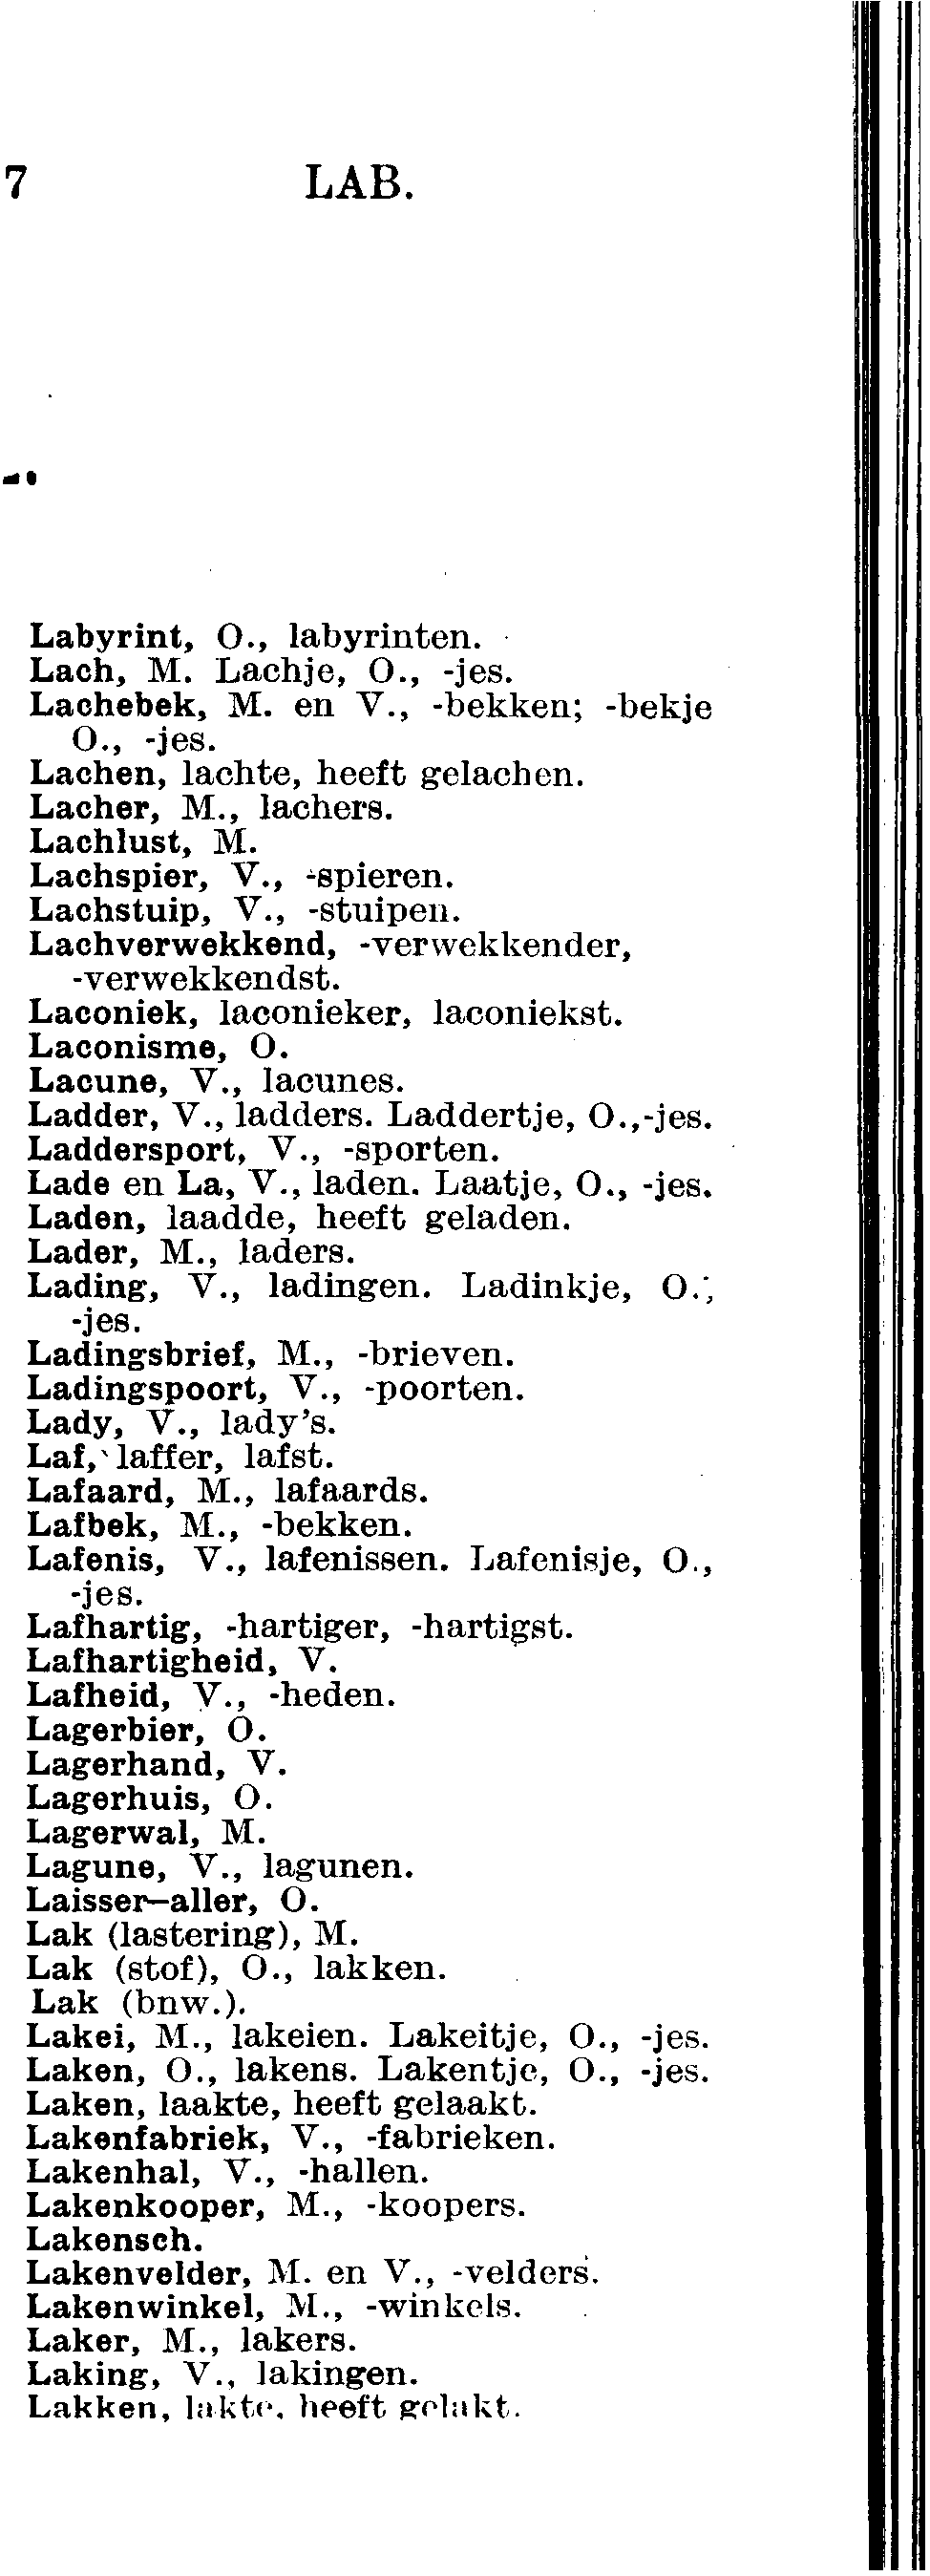 7 LAB.
Labyrint, O., labyrinten.
Lach, M. Lachje, O., -jes.
Lachebek, M. en V., -bekken; -bekje
O., -jes.
Lachen, lachte, heeft gelachen.
Lacher, M., lachers.
Lachlust, M.
Lachspier, V., -spieren.
Lachstuip, V., -stuipen.
Lachverwekkend, -verwekkender,
-verwekkendst.
Laconiek, laconieker, laconiekst.
Laconisme, O.
Lacune, V., lacunes.
Ladder, V., ladders. Laddertje, O.,-jes.
Laddersport, V., -sporten.
Lade en La, V., laden. Laatje, O., -jes.
Laden, laadde, heeft geladen.
Lader, M., laders.
Lading, V., ladingen. Ladinkje, O.,
-jes.
Ladingsbrief, M., -brieven.
Ladingspoort, V., -poorten.
Lady, V., lady's.
Laf, laffer, lafst.
Lafaard, M., lafaards.
Lafbek, M., -bekken.
Lafenis, V., lafenissen. Lafenisje, O.,
-jes.
Lafhartig, -hartiger, -hartigst.
Lafhartigheid, V.
Lafheid, V., -heden.
Lagerbier, O.
Lagerhand, V.
Lagerhuis, O.
Lagerwal, M.
Lagune, V., lagunen.
Laisser-aller, O.
Lak (lastering), M.
Lak (stof), O., lakken.
Lak (bnw.).
Lakei, M., lakeien. Lakeitje, O., -jes.
Laken, O., lakens. Lakentje, O., -jes.
Laken, laakte, heeft gelaakt.
Lakenfabriek, V., -fabrieken.
Lakenhal, V., -hallen.
Lakenkooper, M., -koopers.
Lakensch.
Lakenvelder, M. en V., -velders.
Lakenwinkel, M., -winkels.
Laker, M., lakers.
Laking, V., lakingen.
Lakken, lakte, heeft gelakt.